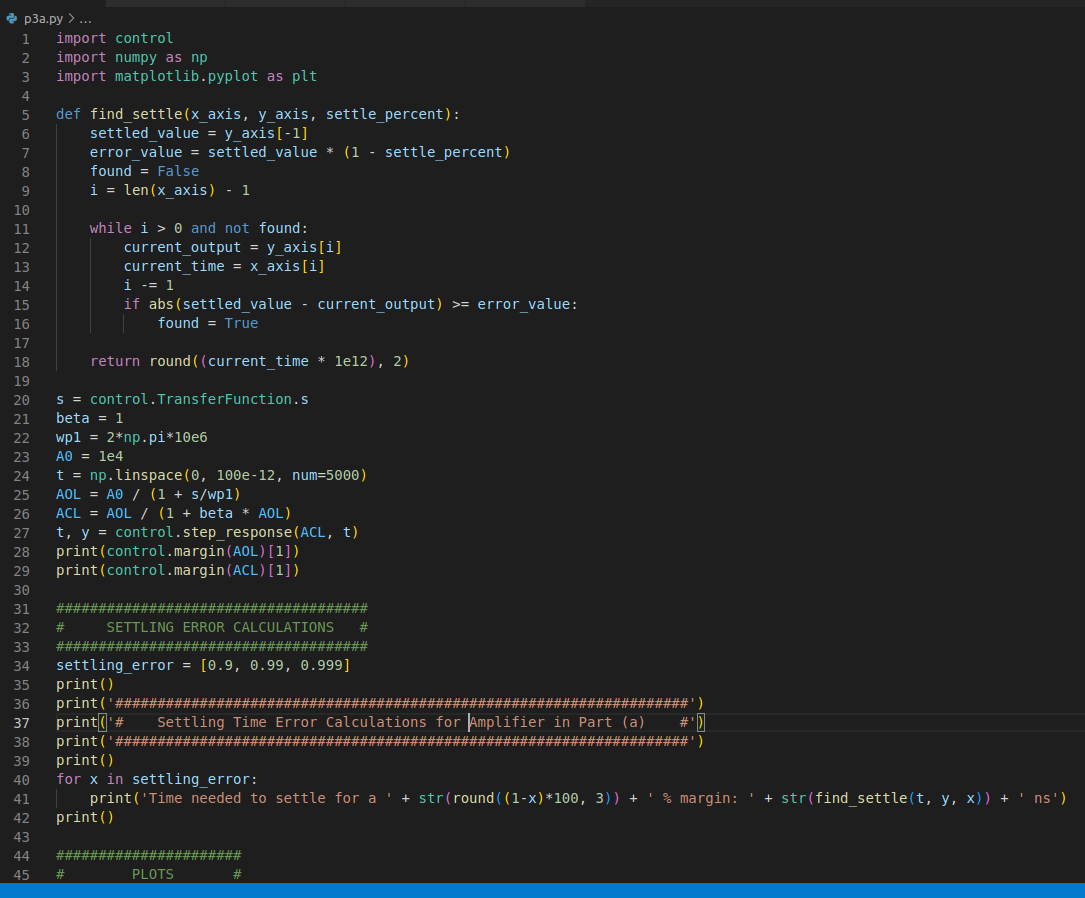 p3a.py > ...
1 import control
2 import numpy as np
3 import matplotlib.pyplot as plt
4
5 def find_settle(x_axis, y_axis, settle_percent):
6     settled_value = y_axis[-1]
7     error_value = settled_value * (1 - settle_percent)
8     found = False
9     i = len(x_axis) - 1
10
11     while i > 0 and not found:
12         current_output = y_axis[i]
13         current_time = x_axis[i]
14         i -= 1
15         if abs(settled_value - current_output) >= error_value:
16             found = True
17
18     return round((current_time * 1e12), 2)
19
20 s = control.TransferFunction.s
21 beta = 1
22 wp1 = 2*np.pi*10e6
23 A0 = 1e4
24 t = np.linspace(0, 100e-12, num=5000)
25 AOL = A0 / (1 + s/wp1)
26 ACL = AOL / (1 + beta * AOL)
27 t, y = control.step_response(ACL, t)
28 print(control.margin(AOL)[1])
29 print(control.margin(ACL)[1])
30
31 #####################################
32 #     SETTLING ERROR CALCULATIONS   #
33 #####################################
34 settling_error = [0.9, 0.99, 0.999]
35 print()
36 print('####################################################################')
37 print('#    Settling Time Error Calculations for Amplifier in Part (a)    #')
38 print('####################################################################')
39 print()
40 for x in settling_error:
41     print('Time needed to settle for a ' + str(round((1-x)*100, 3)) + ' % margin: ' + str(find_settle(t, y, x)) + ' ns')
42 print()
43
44 ######################
45 #        PLOTS       #